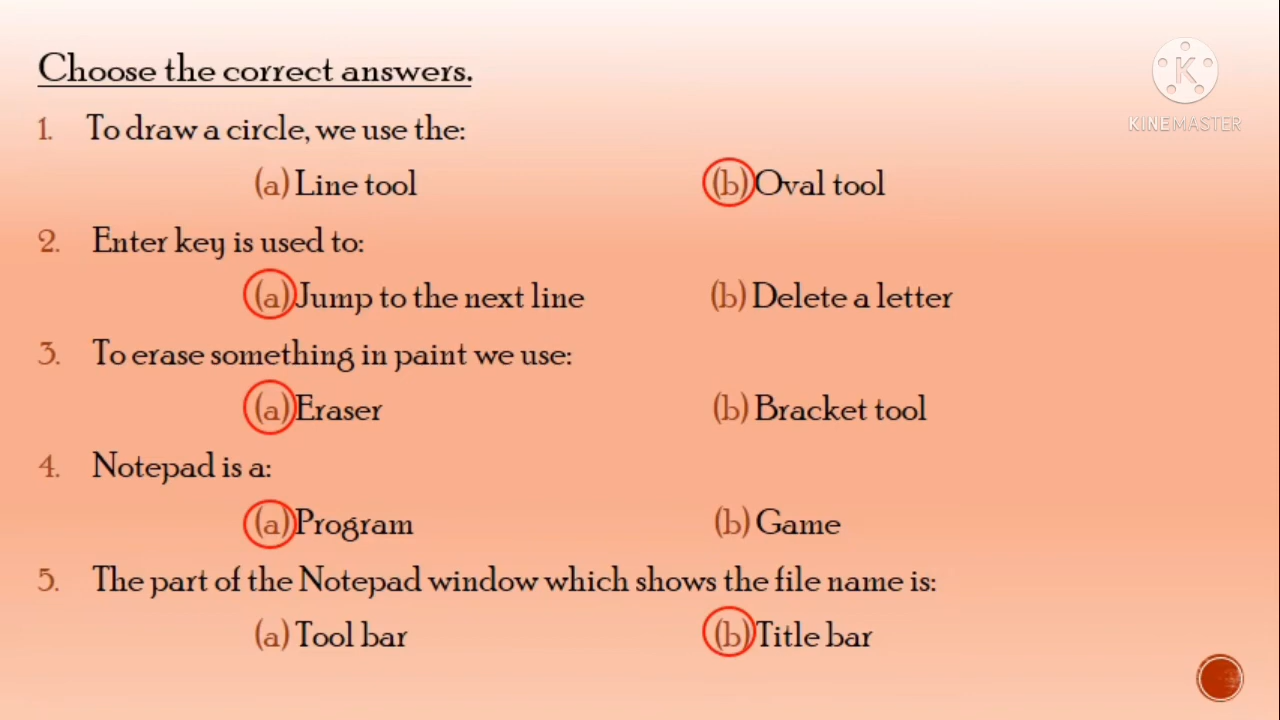 Choose the correct answers.
KINEMASTER
1. To draw a circle, we use the:
(a) Line tool (b) Oval tool
2. Enter key is used to:
(a) Jump to the next line (b) Delete a letter
3. To erase something in paint we use:
(a) Eraser (b) Bracket tool
4. Notepad is a:
(a) Program (b) Game
5. The part of the Notepad window which shows the file name is:
(a) Tool bar (b) Title bar